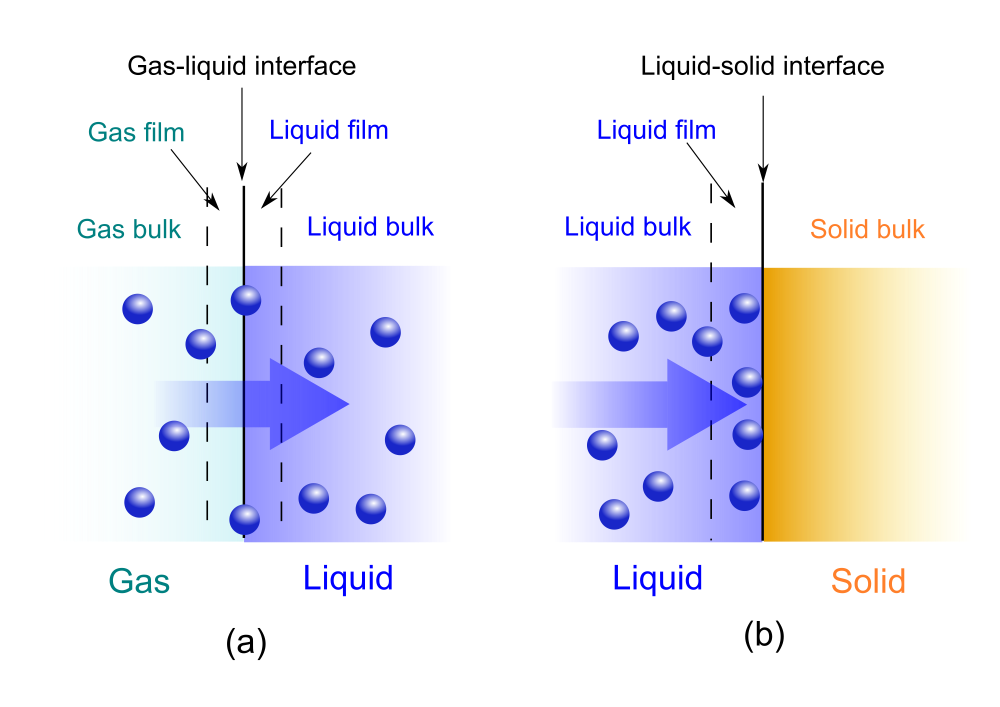 Gas-liquid interface
Gas film
Liquid film
Gas bulk
Liquid bulk
Gas
Liquid
(a)
Liquid-solid interface
Liquid film
Liquid bulk
Solid bulk
Liquid
Solid
(b)